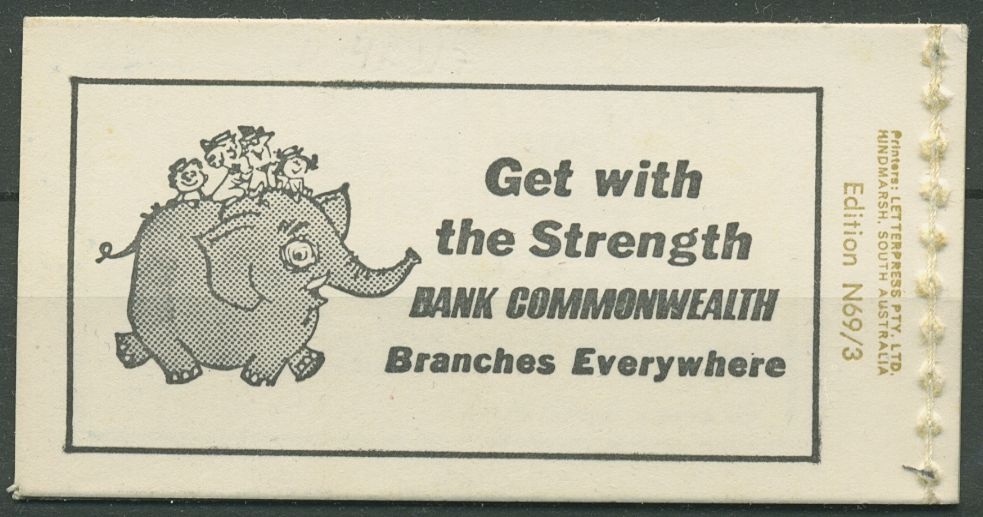 Get with
the Strength
BANK COMMONWEALTH
Branches Everywhere
Printers: LETTERPRESS PTY. LTD.
HINDMARSH, SOUTH AUSTRALIA
Edition N69/3